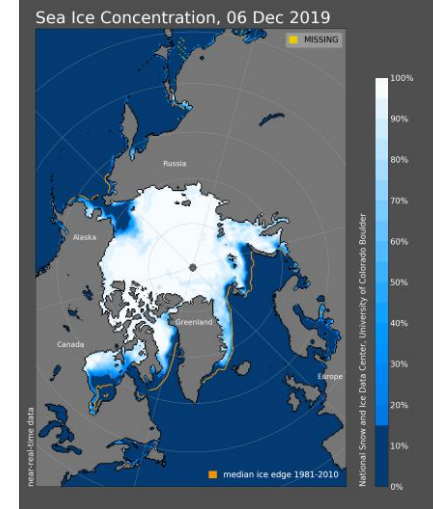 Sea Ice Concentration, 06 Dec 2019
MISSING
100%
90%
80%
70%
60%
50%
40%
30%
20%
10%
0%
Russia
Alaska
Greenland
Canada
Europe
near-real-time data
median ice edge 1981-2010
National Snow and Ice Data Center, University of Colorado Boulder